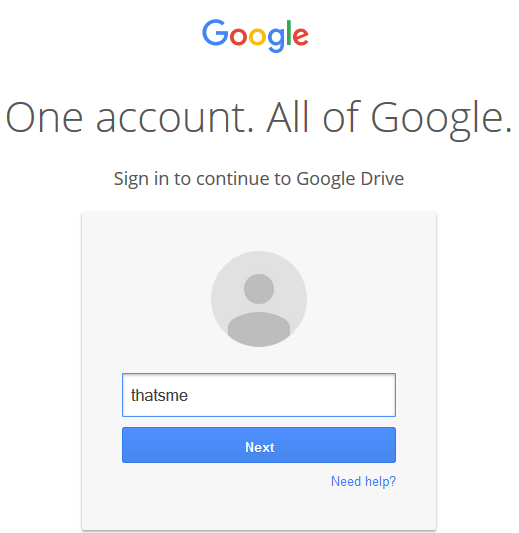 Google
One account. All of Google.
Sign in to continue to Google Drive
thatsme
Next
Need help?